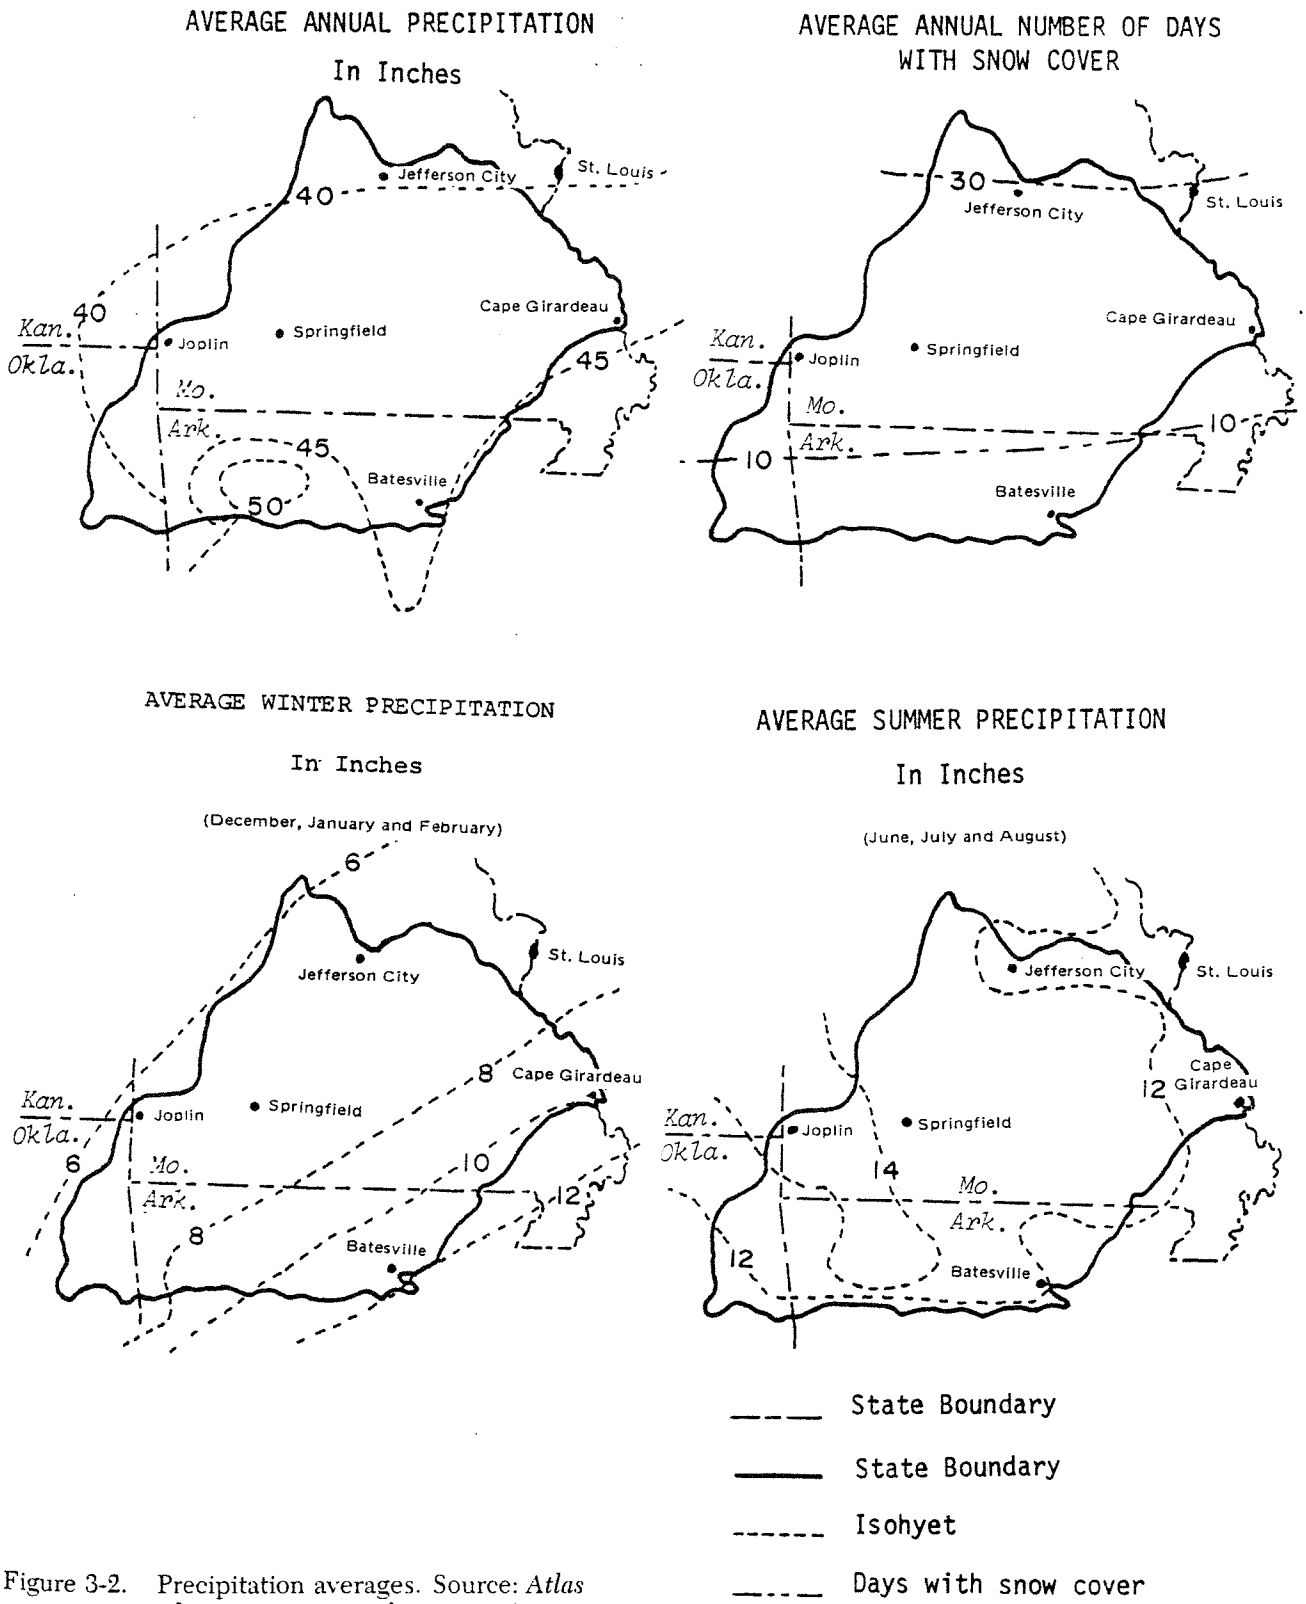 AVERAGE ANNUAL PRECIPITATION
In Inches
40
Jefferson City
St. Louis
40
Kan.
Okla.
Joplin
Springfield
Cape Girardeau
45
Mo.
Ark.
45
50
Batesville
AVERAGE ANNUAL NUMBER OF DAYS
WITH SNOW COVER
30
Jefferson City
St. Louis
Cape Girardeau
Kan.
Okla.
Joplin
Springfield
Mo.
Ark.
10
10
Batesville
AVERAGE WINTER PRECIPITATION
In Inches
(December, January and February)
6
Jefferson City
St. Louis
8
Cape Girardeau
Kan.
Okla.
Joplin
Springfield
6
Mo.
Ark.
10
12
8
Batesville
AVERAGE SUMMER PRECIPITATION
In Inches
(June, July and August)
Jefferson City
St. Louis
Cape
Girardeau
12
Kan.
Okla.
Joplin
Springfield
14
Mo.
Ark.
12
Batesville
State Boundary
State Boundary
Isohyet
Days with snow cover
Figure 3-2. Precipitation averages. Source: Atlas